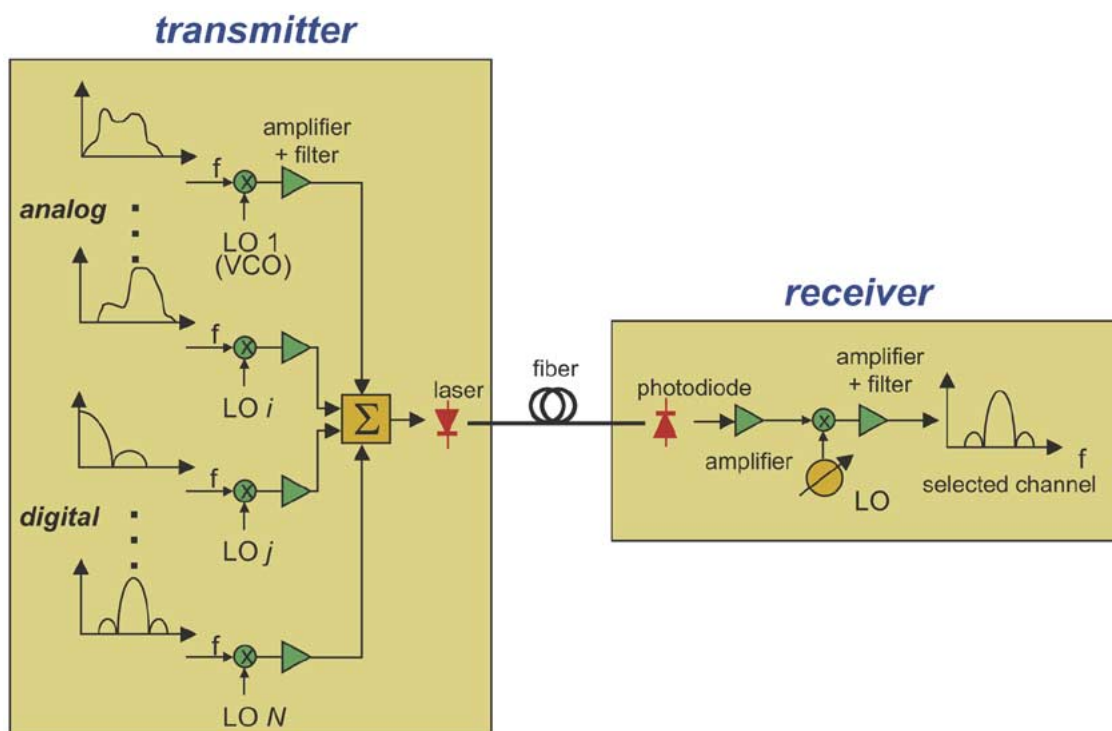 transmitter
amplifier
+ filter
f
X
analog
LO 1
(VCO)
f
X
LO i
Σ
laser
f
X
digital
LO j
f
X
LO N
fiber
receiver
photodiode
amplifier
+ filter
X
amplifier
LO
f
selected channel